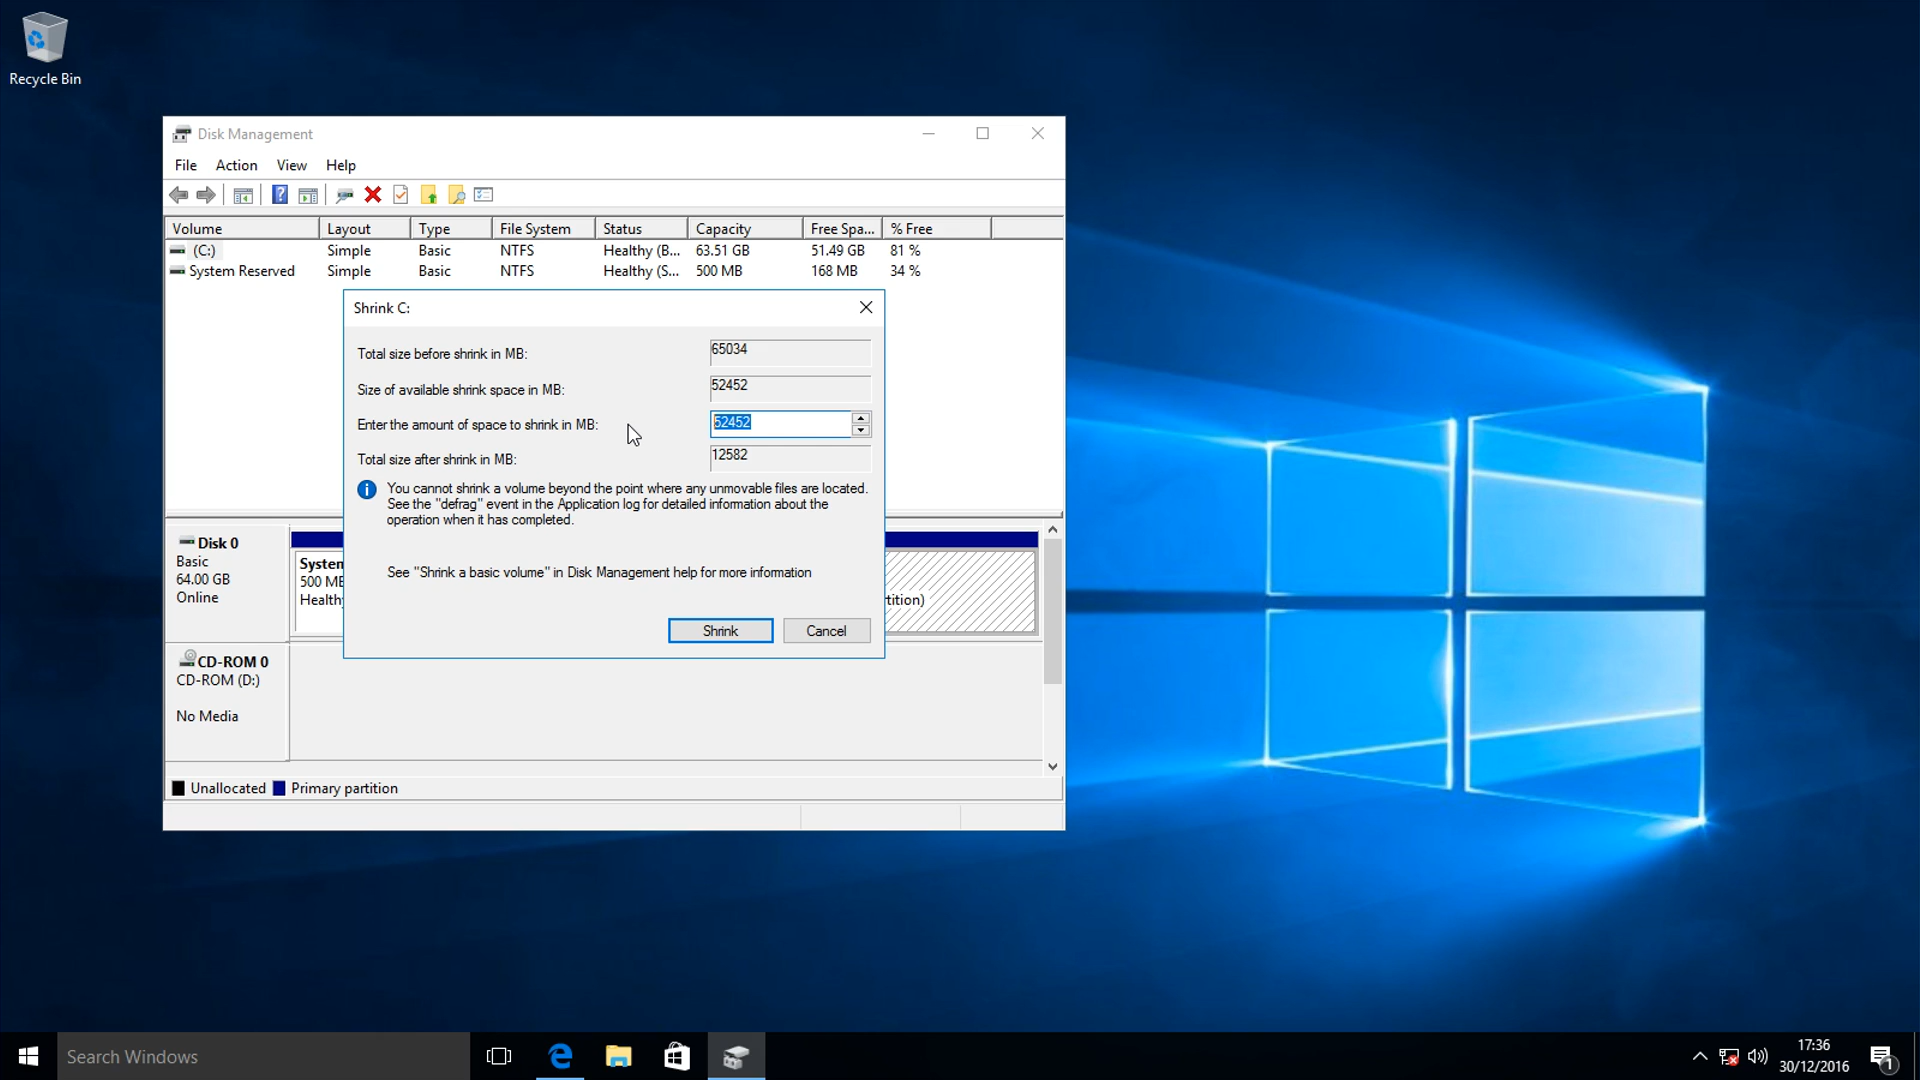 Recycle Bin
Disk Management
File Action View Help
Volume Layout Type File System Status Capacity Free Spa... % Free
(C:) Simple Basic NTFS Healthy (B... 63.51 GB 51.49 GB 81 %
System Reserved Simple Basic NTFS Healthy (S... 500 MB 168 MB 34 %
Shrink C:
Total size before shrink in MB: 65034
Size of available shrink space in MB: 52452
Enter the amount of space to shrink in MB: 52452
Total size after shrink in MB: 12582
You cannot shrink a volume beyond the point where any unmovable files are located.
See the "defrag" event in the Application log for detailed information about the
operation when it has completed.
See "Shrink a basic volume" in Disk Management help for more information
Shrink Cancel
Disk 0
Basic
64.00 GB
Online
System
500 MB
Healthy
tition)
CD-ROM 0
CD-ROM (D:)
No Media
Unallocated Primary partition
Search Windows
17:36
30/12/2016
1